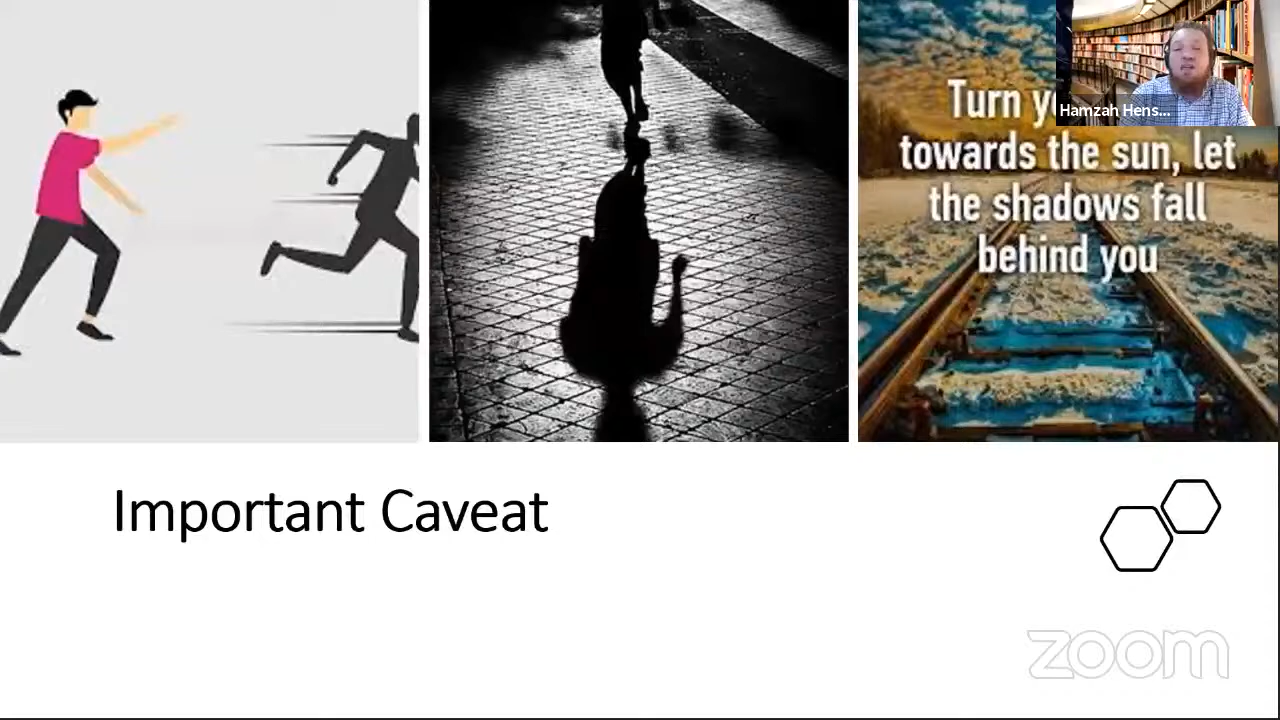 Turn
towards the sun, let
the shadows fall
behind you
Hamzah Hens...
Important Caveat
zoom